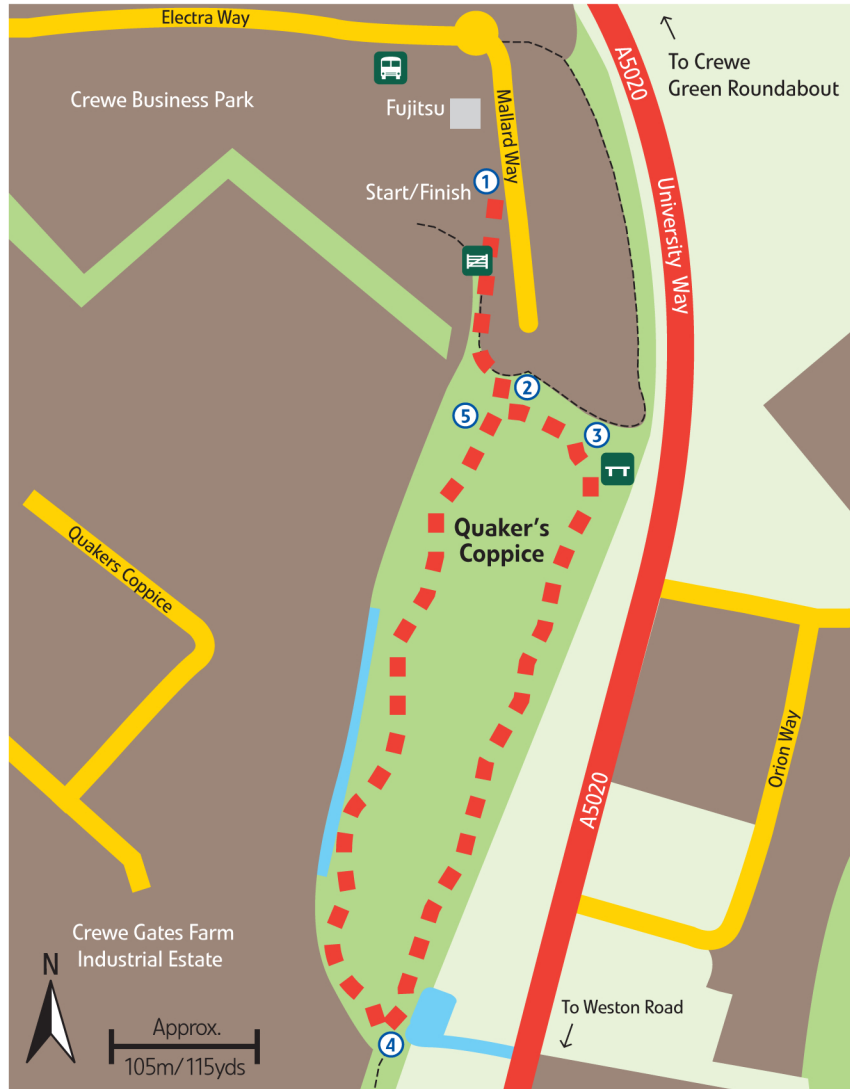 Electra Way
A5020
To Crewe
Green Roundabout
Crewe Business Park
Fujitsu
Mallard Way
1
Start/Finish
University Way
2
5
3
Quaker's
Coppice
Quakers Coppice
Orion Way
A5020
Crewe Gates Farm
Industrial Estate
N
To Weston Road
Approx.
105m/115yds
4